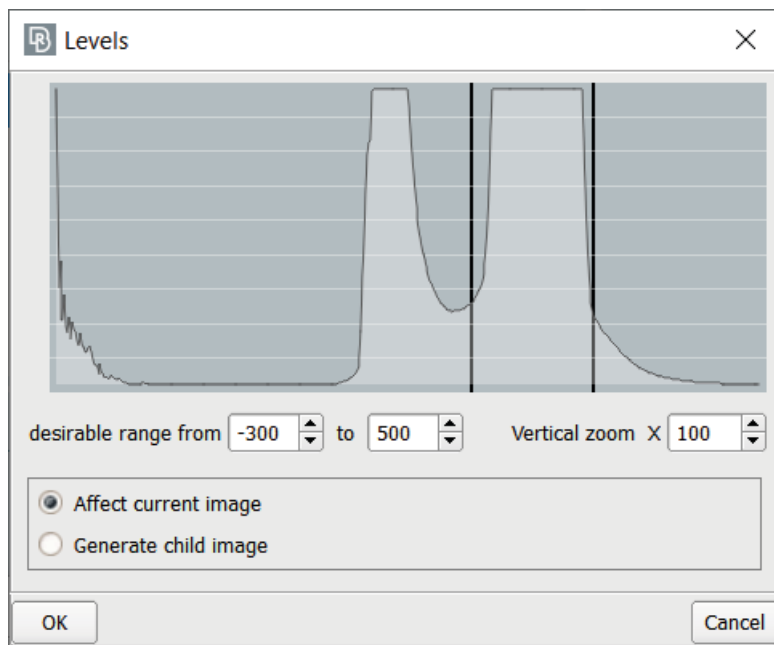 Levels
desirable range from -300 to 500 Vertical zoom X 100
Affect current image
Generate child image
OK Cancel